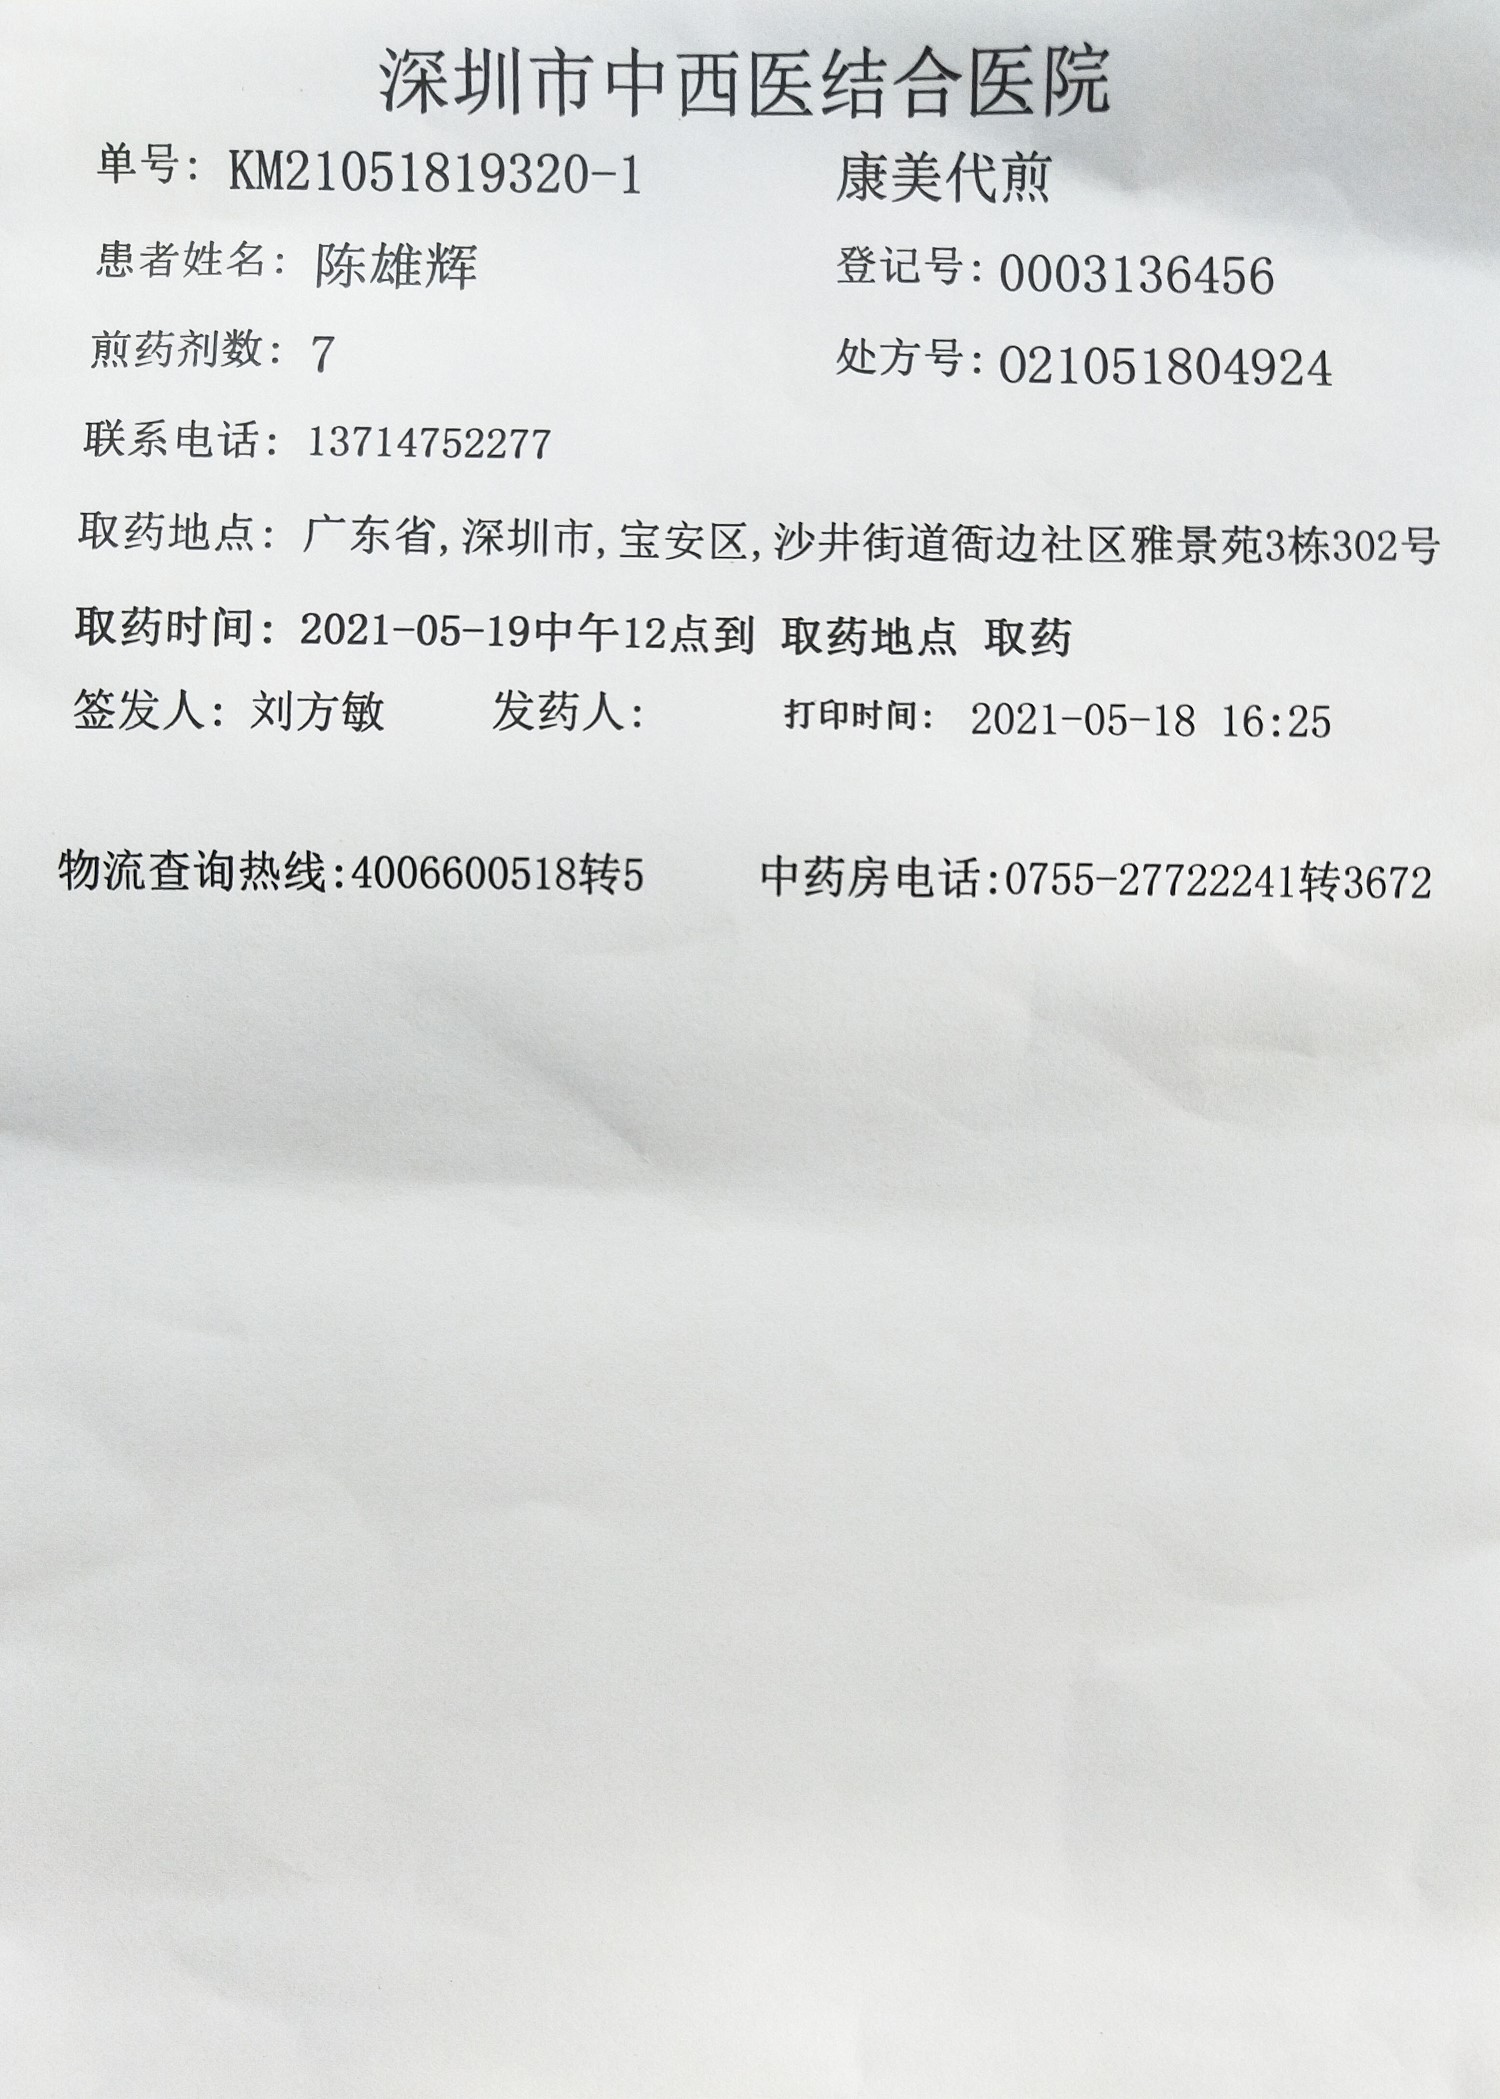 深圳市中西医结合医院
单号: KM21051819320-1 康美代煎
患者姓名: 陈雄辉 登记号: 0003136456
煎药剂数: 7 处方号: O21051804924
联系电话: 13714752277
取药地点: 广东省,深圳市,宝安区,沙井街道衙边社区雅景苑3栋302号
取药时间: 2021-05-19中午12点到 取药地点 取药
签发人: 刘方敏 发药人: 打印时间: 2021-05-18 16:25
物流查询热线:4006600518转5 中药房电话:0755-27722241转3672